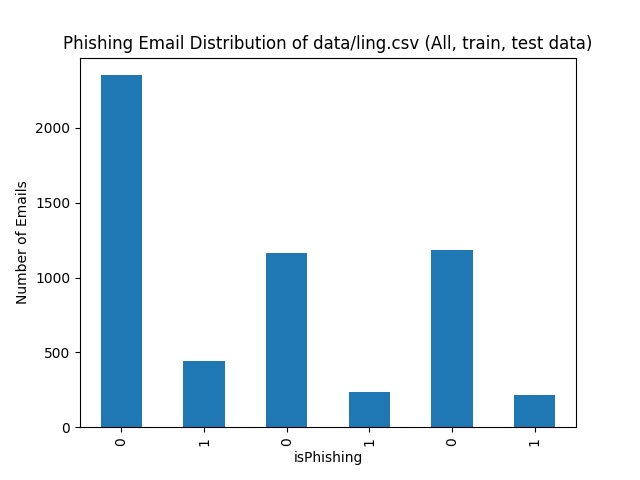 Phishing Email Distribution of data/ling.csv (All, train, test data)
Number of Emails
2000
1500
1000
500
0
0 1 0 1 0 1
isPhishing